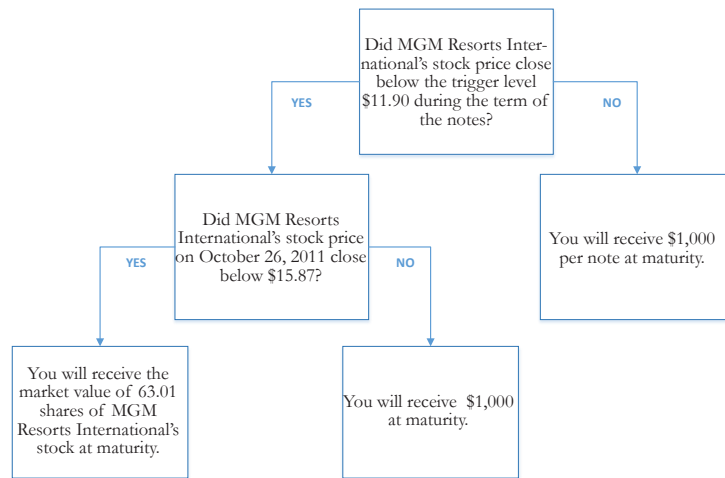 Did MGM Resorts Inter-
national's stock price close
below the trigger level
$11.90 during the term of
the notes?
YES
NO
Did MGM Resorts
International's stock price
on October 26, 2011 close
below $15.87?
You will receive $1,000
per note at maturity.
YES
NO
You will receive the
market value of 63.01
shares of MGM
Resorts International's
stock at maturity.
You will receive $1,000
at maturity.